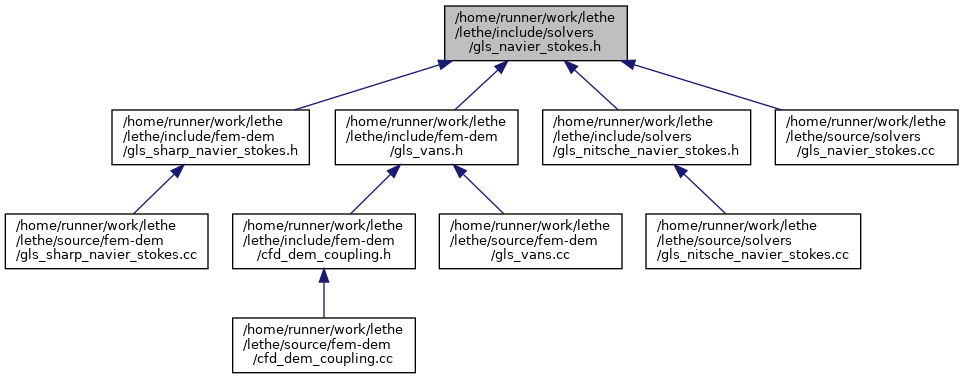 /home/runner/work/lethe
/lethe/include/solvers
/gls_navier_stokes.h
/home/runner/work/lethe
/lethe/include/fem-dem
/gls_sharp_navier_stokes.h
/home/runner/work/lethe
/lethe/include/fem-dem
/gls_vans.h
/home/runner/work/lethe
/lethe/include/solvers
/gls_nitsche_navier_stokes.h
/home/runner/work/lethe
/lethe/source/solvers
/gls_navier_stokes.cc
/home/runner/work/lethe
/lethe/source/fem-dem
/gls_sharp_navier_stokes.cc
/home/runner/work/lethe
/lethe/include/fem-dem
/cfd_dem_coupling.h
/home/runner/work/lethe
/lethe/source/fem-dem
/gls_vans.cc
/home/runner/work/lethe
/lethe/source/solvers
/gls_nitsche_navier_stokes.cc
/home/runner/work/lethe
/lethe/source/fem-dem
/cfd_dem_coupling.cc